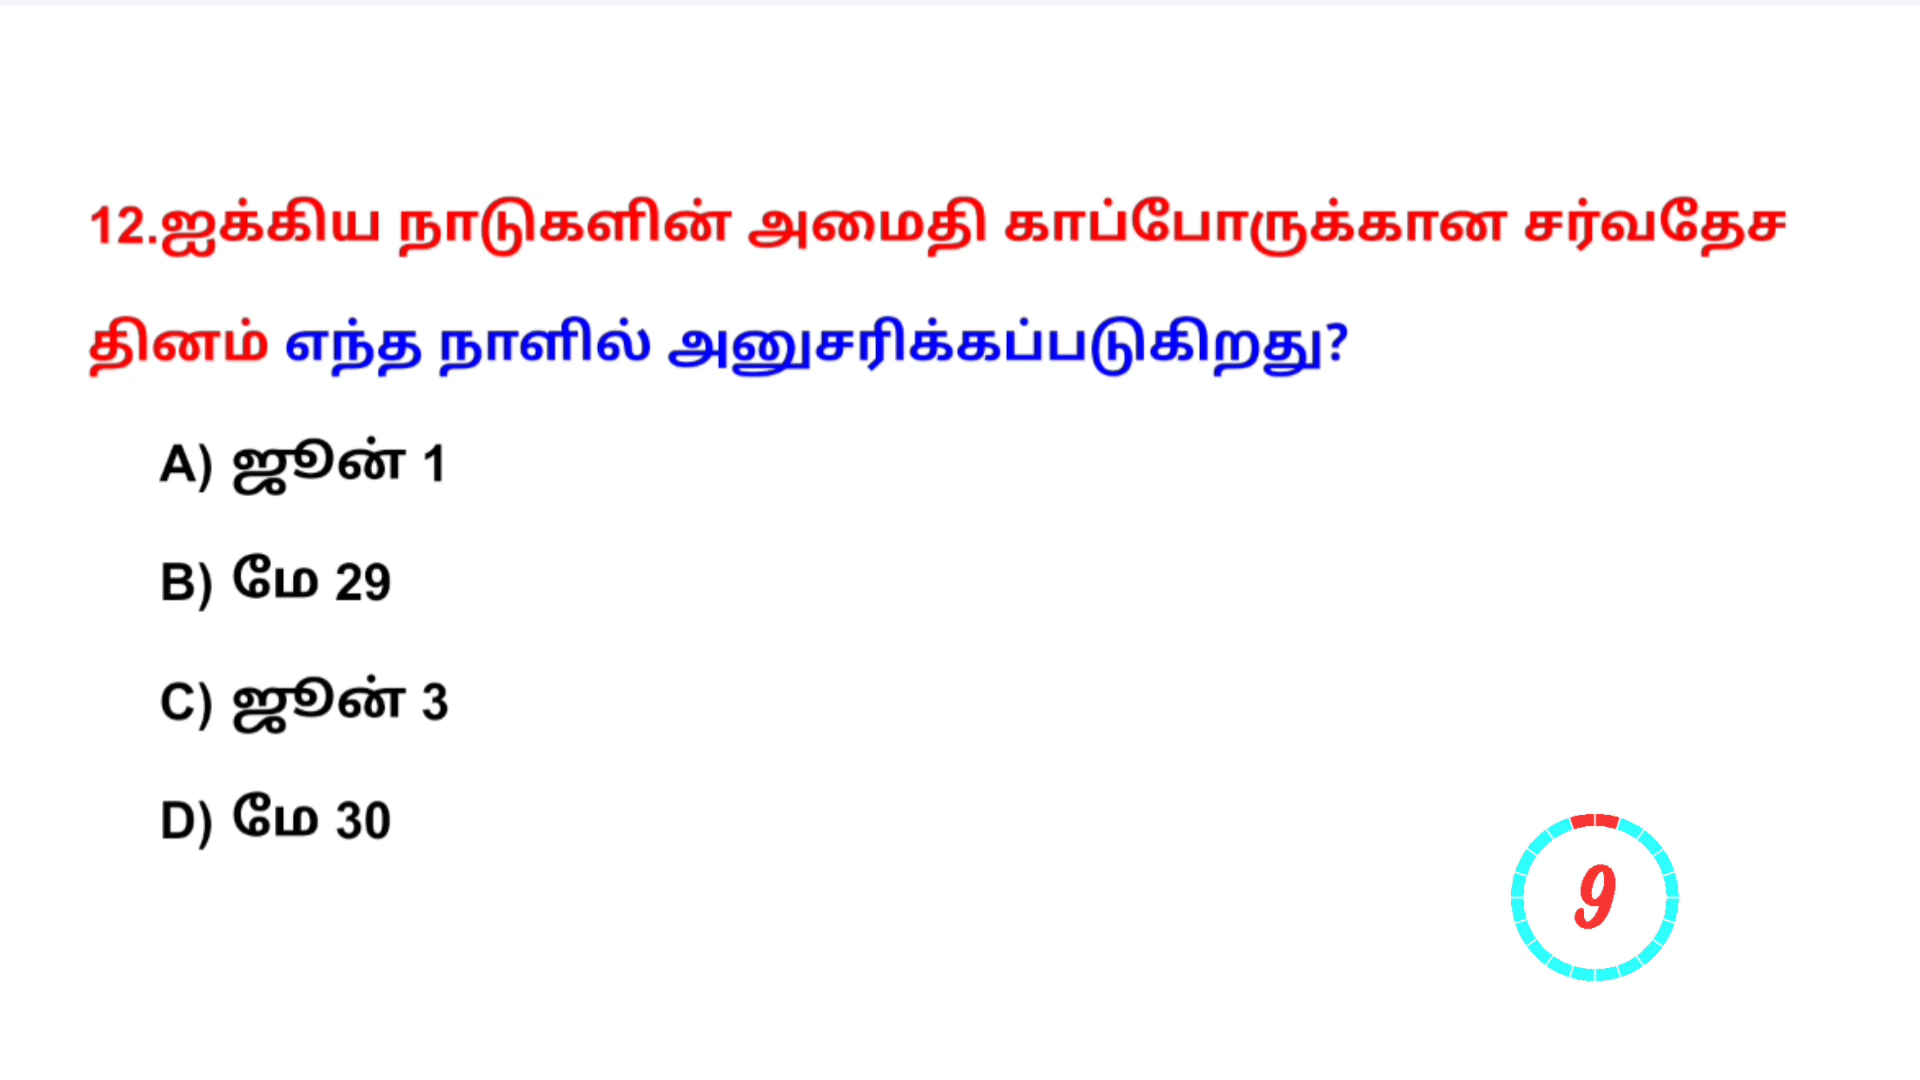 12.ஐக்கிய நாடுகளின் அமைதி காப்போருக்கான சர்வதேச
தினம் எந்த நாளில் அனுசரிக்கப்படுகிறது?
A) ஜூன் 1
B) மே 29
C) ஜூன் 3
D) மே 30
9